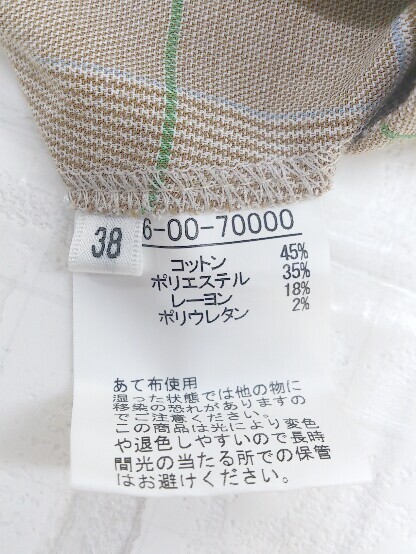 38
6-00-70000
コットン 45%
ポリエステル 35%
レーヨン 18%
ポリウレタン 2%
あて布使用
湿った状態では他の物に
移染の恐れがありますの
でご注意ください。
この商品は光により変色
や退色しやすいので長時
間光の当たる所での保管
はお避けください。